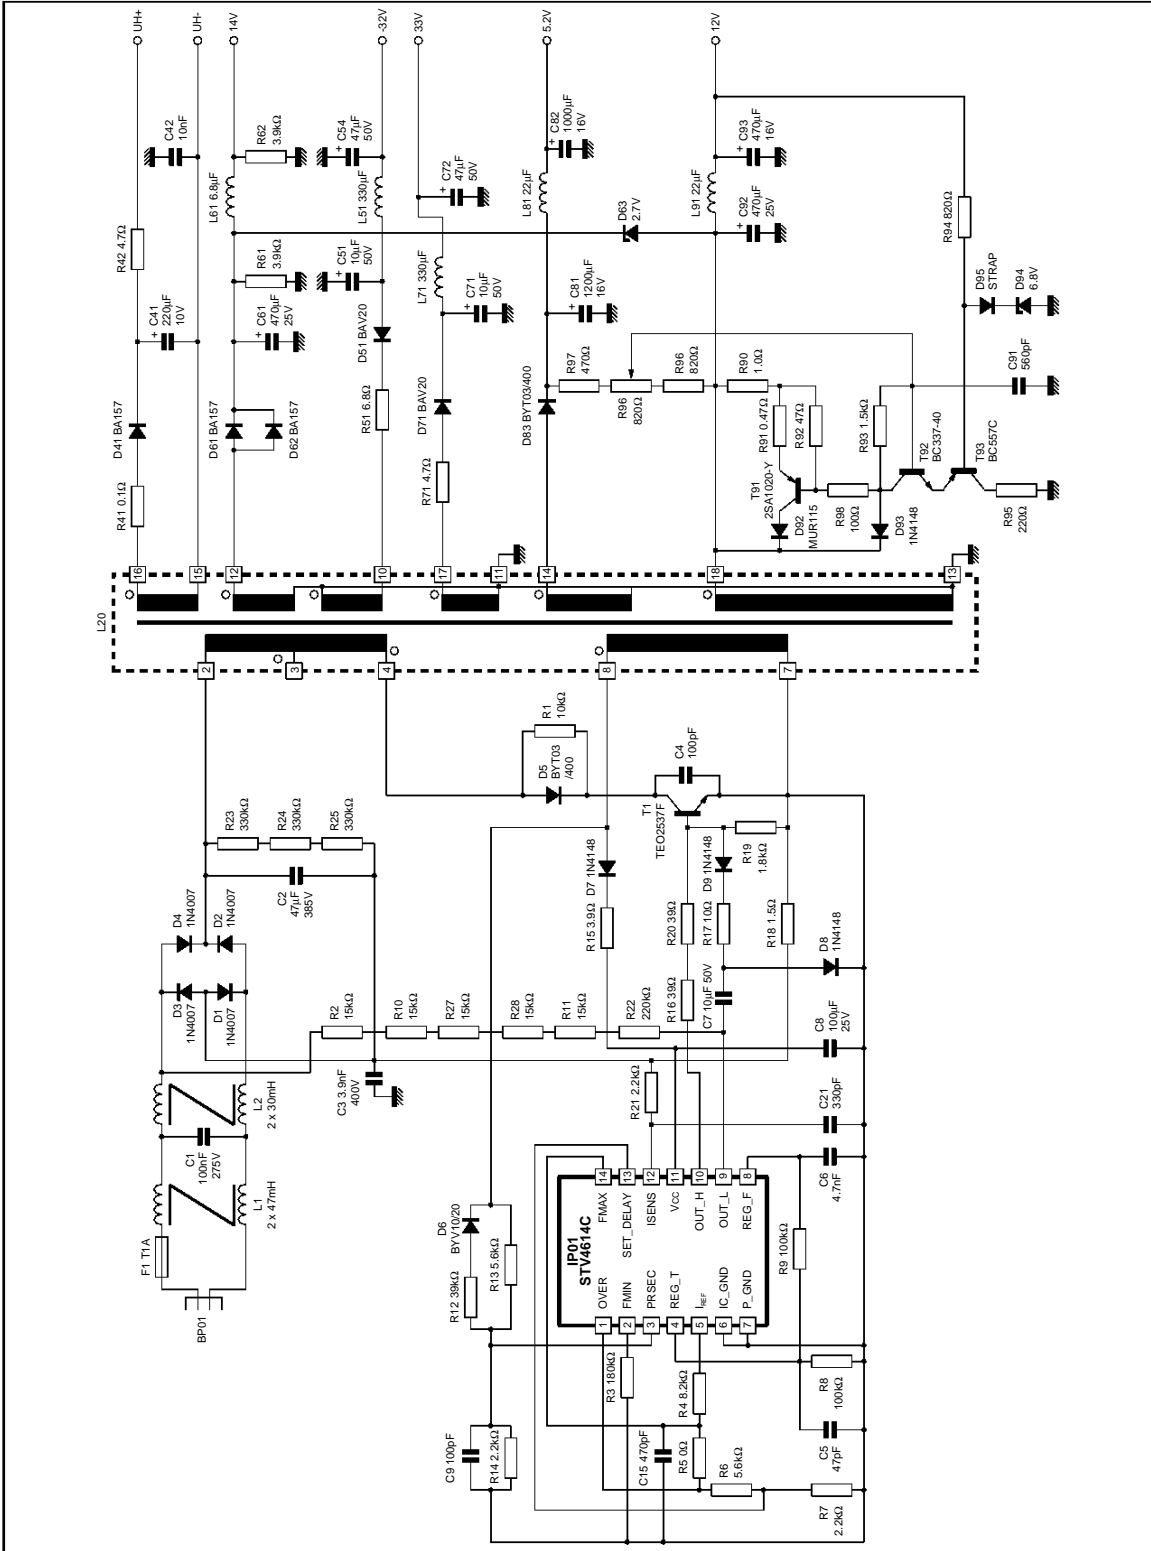 UH+
UH-
14V
-32V
33V
5.2V
12V
C42
10nF
R62
3.9kΩ
C54
47µF
50V
C72
47µF
50V
C82
1000µF
16V
C93
470µF
16V
L61 6.8µF
L51 330µF
L81 22µF
L91 22µF
R42 4.7Ω
D63
2.7V
C92
470µF
25V
R94 820Ω
R61
3.9kΩ
C51
10µF
50V
L71 330µF
C41
220µF
10V
C61
470µF
25V
C71
10µF
50V
C81
1200µF
16V
D95
STRAP
D94
6.8V
D51 BAV20
R97
470Ω
R96
820Ω
R96
820Ω
R90
1.0Ω
C91
560pF
D41 BA157
D61 BA157
D62 BA157
R51 6.8Ω
D71 BAV20
D83 BYT03/400
R91 0.47Ω
R92 47Ω
R93 1.5kΩ
T92
BC337-40
T93
BC557C
R41 0.1Ω
R71 4.7Ω
T91
2SA1020-Y
D92
MUR115
R98
100Ω
D93
1N4148
R95
220Ω
16
15
12
10
17
11
14
18
13
L20
2
3
4
8
7
R1
10kΩ
D5
BYT03
/400
C4
100pF
T1
TEO2537F
R23
330kΩ
R24
330kΩ
R25
330kΩ
D7 1N4148
D9 1N4148
R19
1.8kΩ
C2
47µF
385V
D4
1N4007
D2
1N4007
R15 3.9Ω
R20 39Ω
R17 10Ω
R18 1.5Ω
D8
1N4148
D3
1N4007
D1
1N4007
R2
15kΩ
R10
15kΩ
R27
15kΩ
R28
15kΩ
R11
15kΩ
R22
220kΩ
R16 39Ω
C7 10µF 50V
C8
100µF
25V
C3 3.9nF
400V
R21 2.2kΩ
C21
330pF
L2
2 x 30mH
C1
100nF
275V
L1
2 x 47mH
F1 T1A
BP01
C6
4.7nF
R9 100kΩ
D6
BYV10/20
R12 39kΩ
R13 5.6kΩ
IP01
STV4614C
14
13
12
11
10
9
8
FMAX
SET_DELAY
ISENS
VCC
OUT_H
OUT_L
REG_F
OVER
FMIN
PRSEC
REG_T
IREF
IC_GND
P_GND
1
2
3
4
5
6
7
R3 180kΩ
R4 8.2kΩ
R8
100kΩ
C9 100pF
R14 2.2kΩ
C15 470pF
R5 0Ω
R6
5.6kΩ
C5
47pF
R7
2.2kΩ